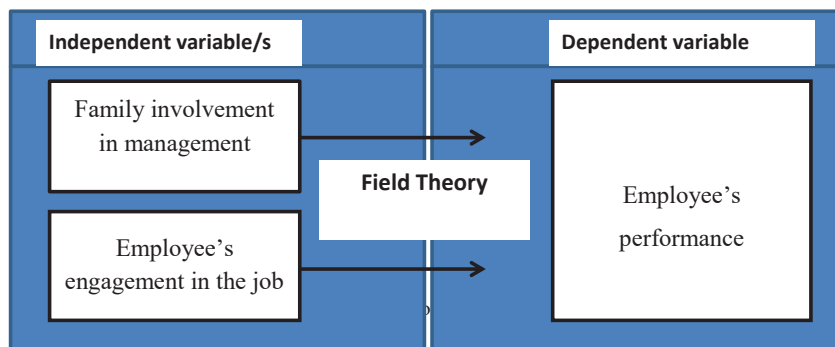 Independent variable/s
Dependent variable
Family involvement
in management
Field Theory
Employee's
performance
Employee's
engagement in the job